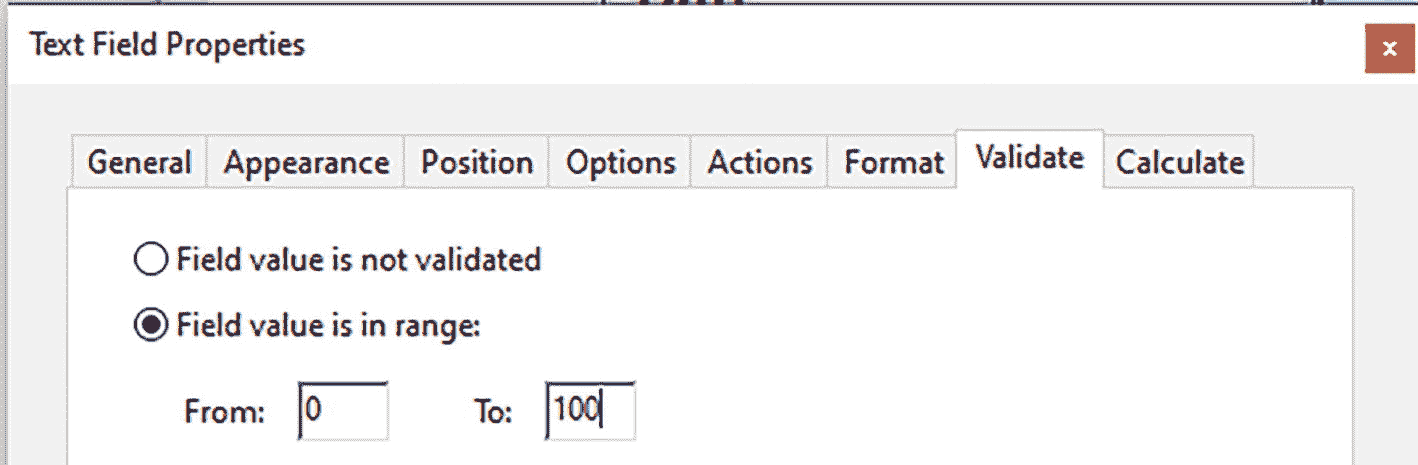 Text Field Properties
x
General Appearance Position Options Actions Format Validate Calculate
Field value is not validated
Field value is in range:
From: 0 To: 100